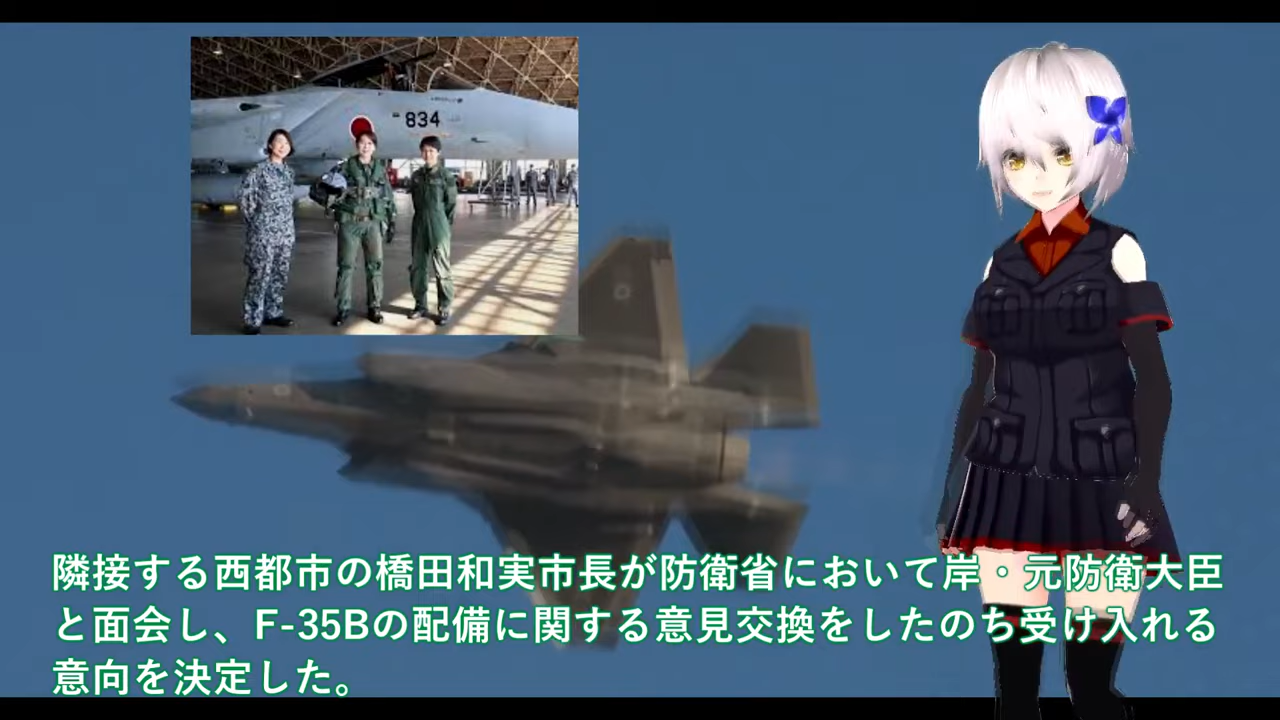 834
隣接する西都市の橋田和実市長が防衛省において岸・元防衛大臣
と面会し、F-35Bの配備に関する意見交換をしたのち受け入れる
意向を決定した。